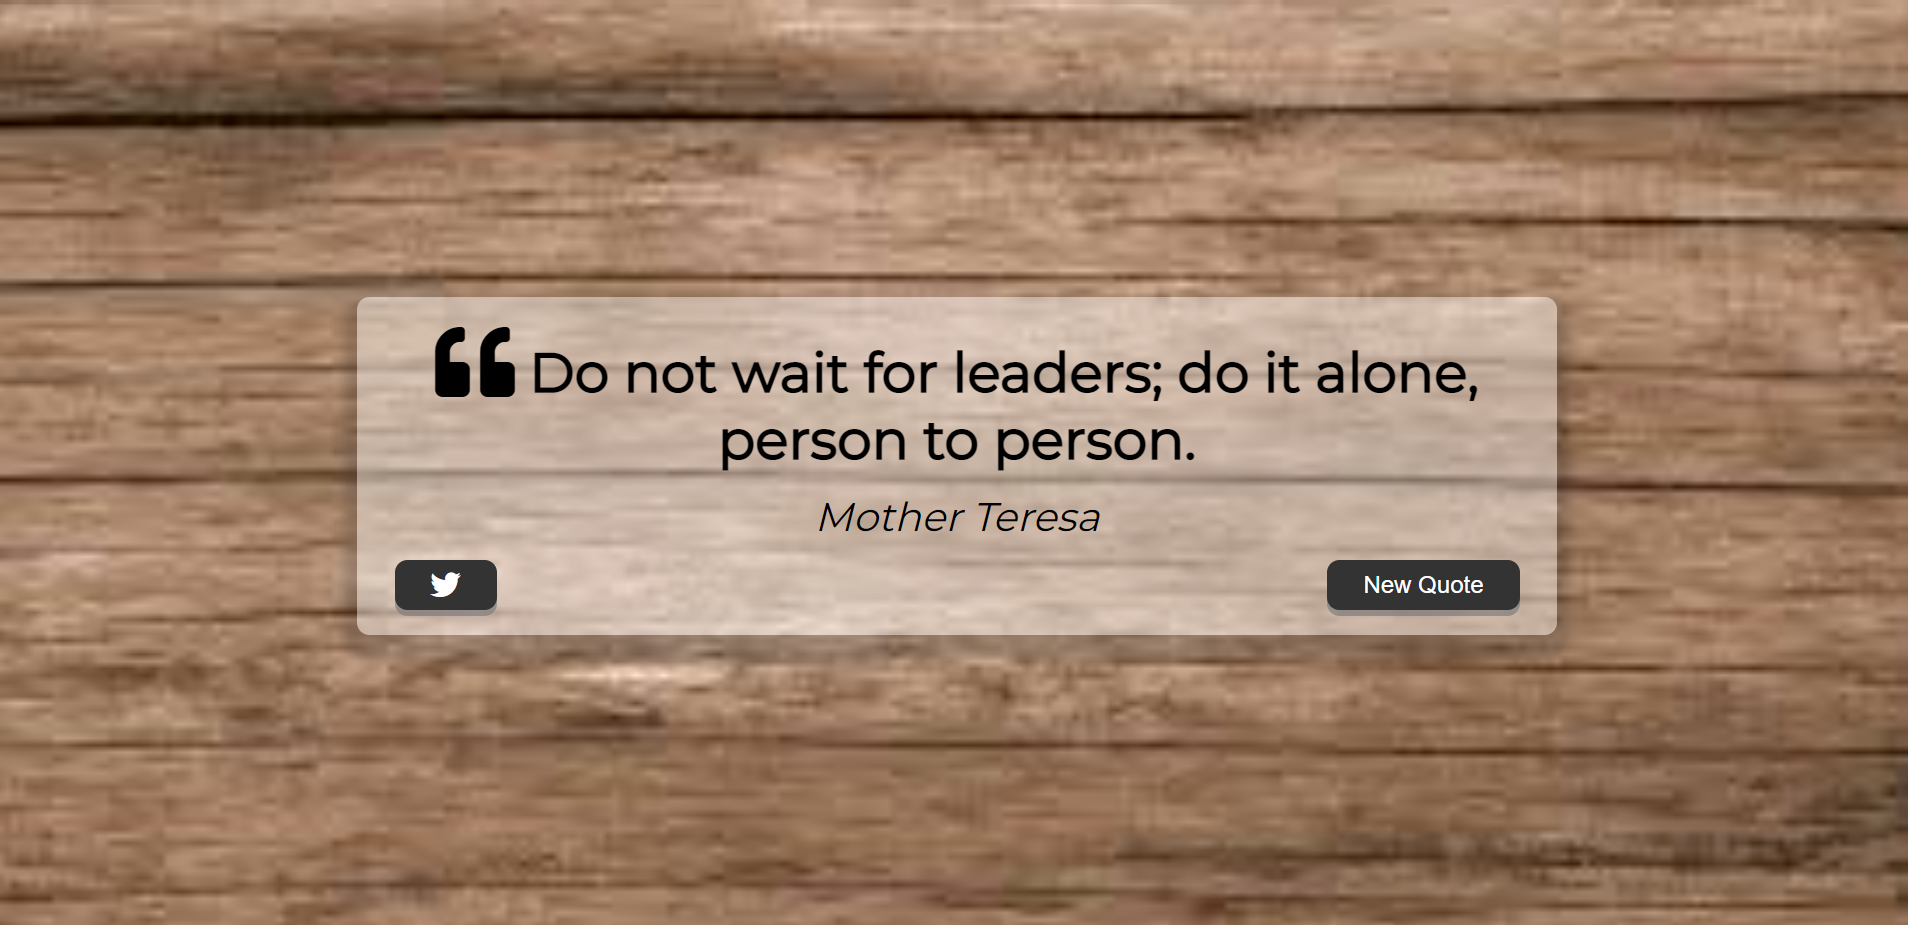 ❝ Do not wait for leaders; do it alone,
person to person.
Mother Teresa
New Quote